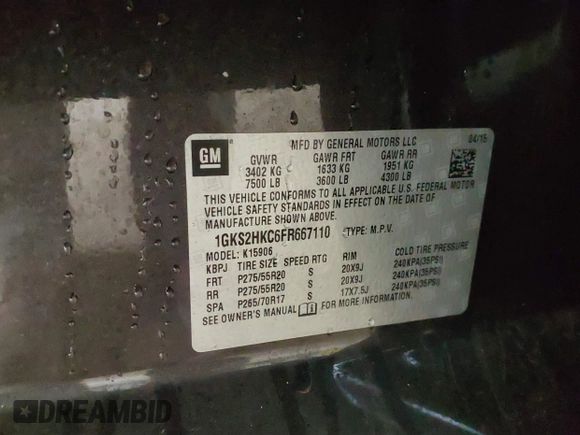 GM
MFD BY GENERAL MOTORS LLC 04/15
GVWR GAWR FRT GAWR RR
3402 KG 1633 KG 1951 KG
7500 LB 3600 LB 4300 LB
THIS VEHICLE CONFORMS TO ALL APPLICABLE U.S. FEDERAL MOTOR
VEHICLE SAFETY STANDARDS IN EFFECT ON THE DATE OF
MANUFACTURE SHOWN ABOVE.
1GKS2HKC6FR667110 TYPE: M.P.V.
MODEL: K15906
KBPJ TIRE SIZE SPEED RTG RIM COLD TIRE PRESSURE
FRT P275/55R20 S 20X9J 240KPA(35PSI)
RR P275/55R20 S 20X9J 240KPA(35PSI)
SPA P265/70R17 S 17X7.5J 240KPA(35PSI)
SEE OWNER'S MANUAL FOR MORE INFORMATION.
DREAMBID